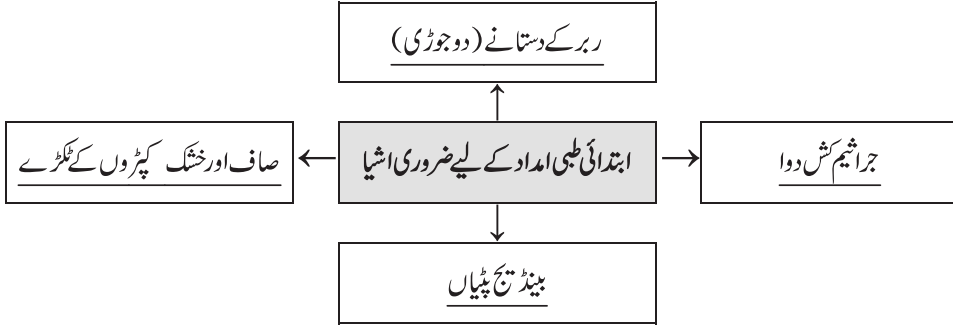 ربر کے دستانے (دو جوڑی)
جراثیم کش دوا
ابتدائی طبی امداد کے لیے ضروری اشیا
صاف اور خشک کپڑوں کے ٹکڑے
بینڈیج پٹیاں